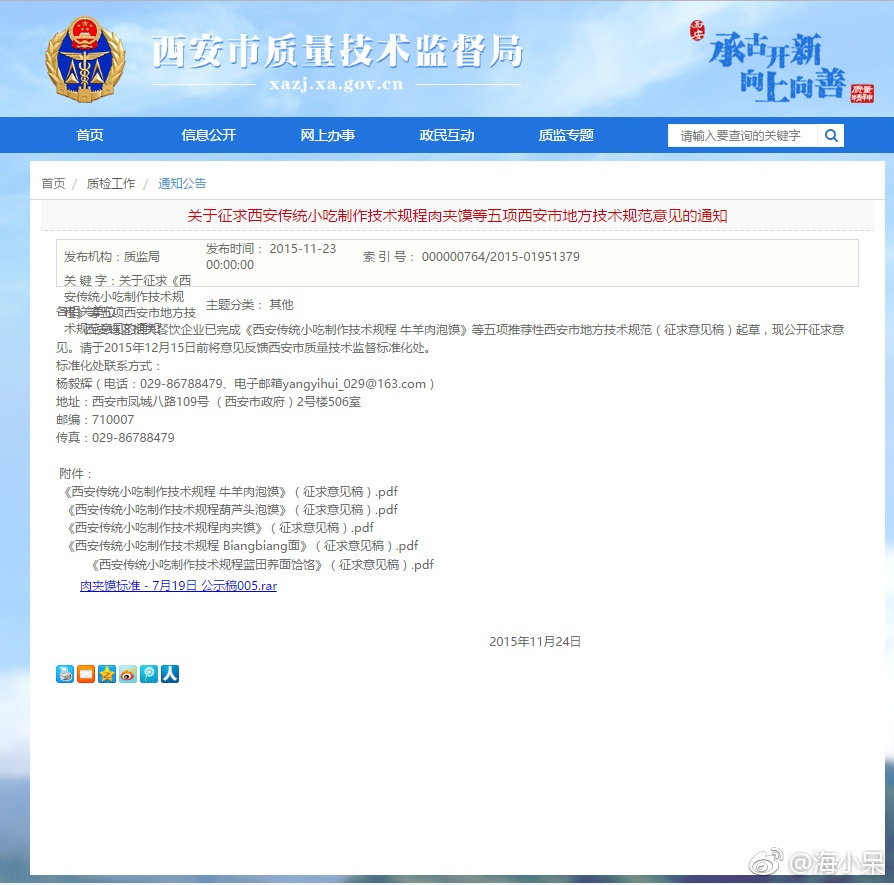 西安市质量技术监督局
xazj.xa.gov.cn
西安
承古开新
向上向善
质量精神
首页 信息公开 网上办事 政民互动 质监专题 请输入要查询的关键字
首页 / 质检工作 / 通知公告
关于征求西安传统小吃制作技术规程肉夹馍等五项西安市地方技术规范意见的通知
发布机构：质监局
发布时间： 2015-11-23
00:00:00
索 引 号： 000000764/2015-01951379
关 键 字：关于征求《西
安传统小吃制作技术规
等五项西安市地方技
主题分类： 其他
餐饮企业已完成《西安传统小吃制作技术规程 牛羊肉泡馍》等五项推荐性西安市地方技术规范（征求意见稿）起草，现公开征求意
见。请于2015年12月15日前将意见反馈西安市质量技术监督标准化处。
标准化处联系方式：
杨毅辉（电话：029-86788479、电子邮箱yangyihui_029@163.com ）
地址：西安市凤城八路109号 （西安市政府）2号楼506室
邮编：710007
传真：029-86788479
附件：
《西安传统小吃制作技术规程 牛羊肉泡馍》（征求意见稿）.pdf
《西安传统小吃制作技术规程葫芦头泡馍》（征求意见稿）.pdf
《西安传统小吃制作技术规程肉夹馍》（征求意见稿）.pdf
《西安传统小吃制作技术规程 Biangbiang面》（征求意见稿）.pdf
《西安传统小吃制作技术规程蓝田荞面饸饹》（征求意见稿）.pdf
肉夹馍标准 - 7月19日 公示稿005.rar
2015年11月24日
@海小呆